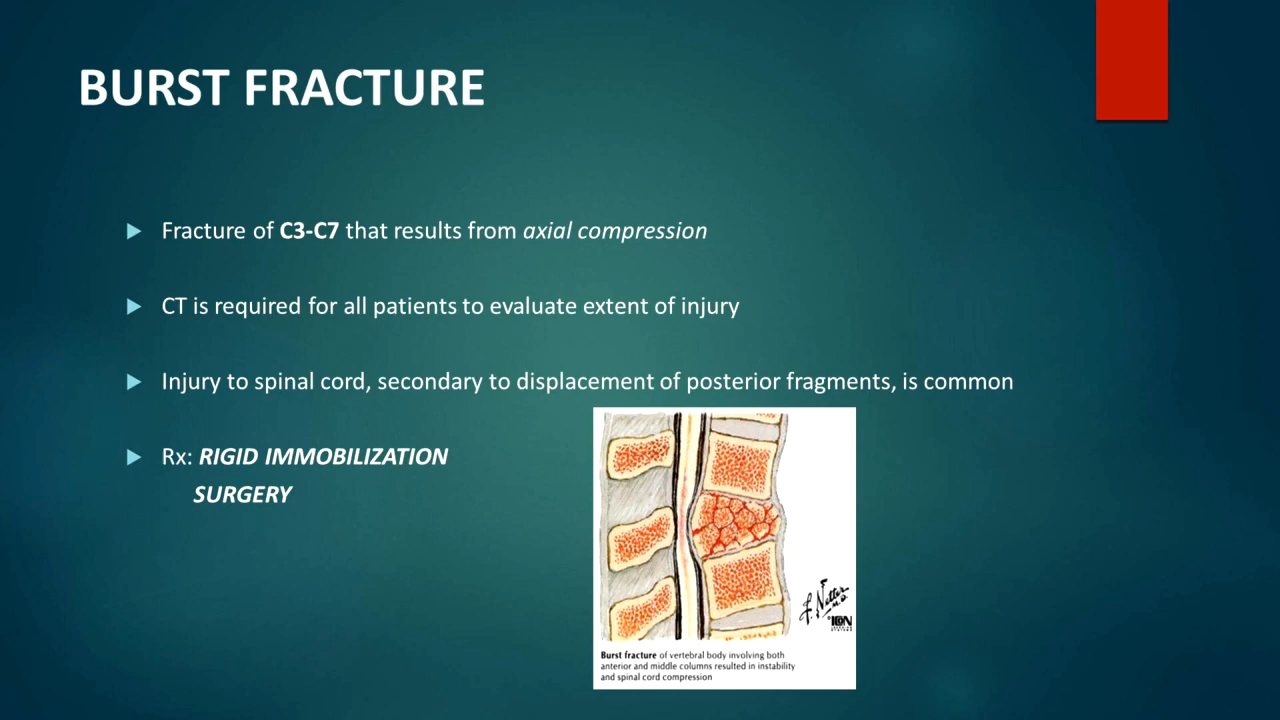 BURST FRACTURE
Fracture of C3-C7 that results from axial compression
CT is required for all patients to evaluate extent of injury
Injury to spinal cord, secondary to displacement of posterior fragments, is common
Rx: RIGID IMMOBILIZATION
SURGERY
F. Netter
M.D.
©ICON
Burst fracture of vertebral body involving both
anterior and middle columns resulted in instability
and spinal cord compression